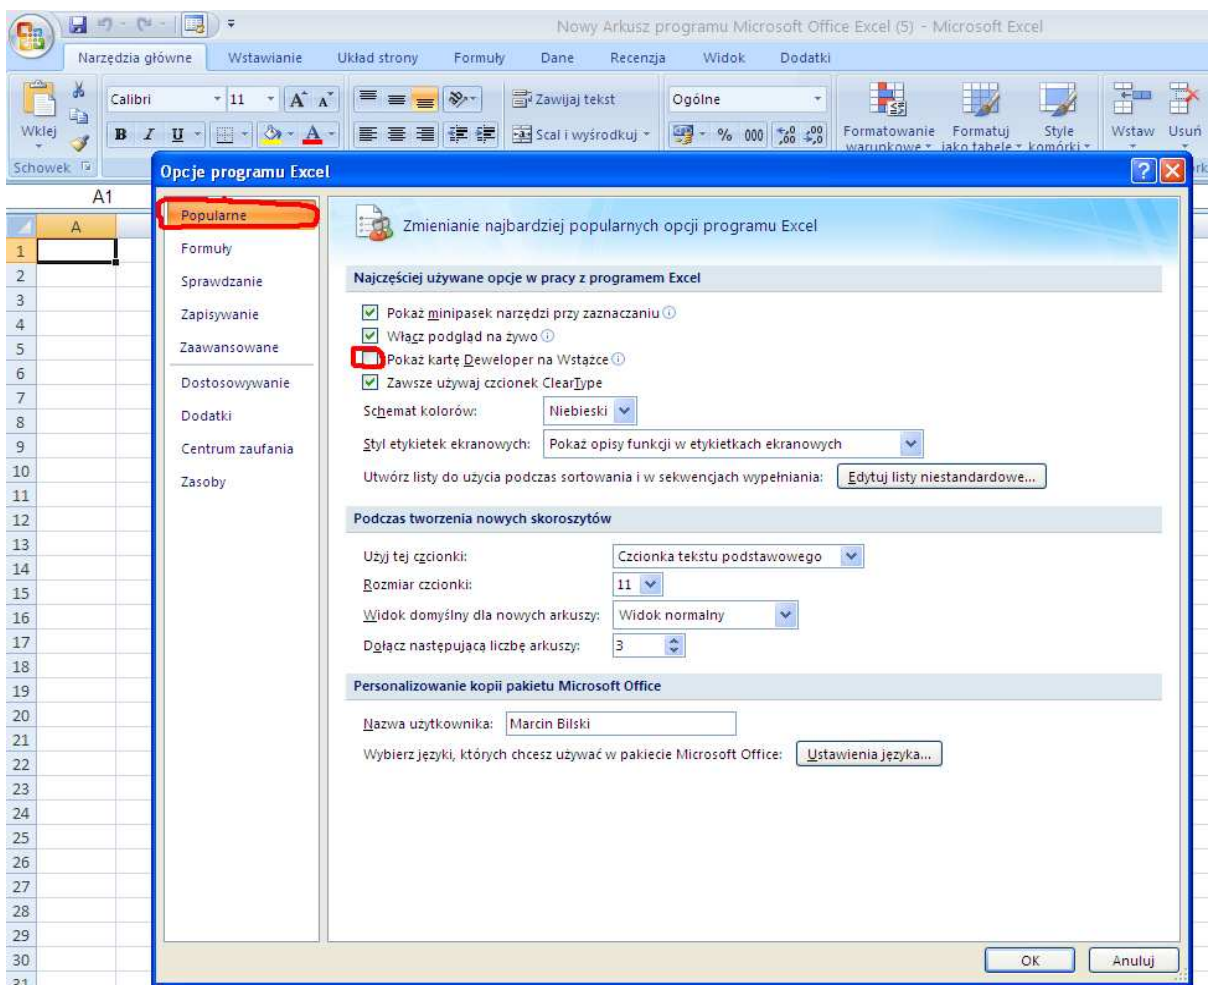 Nowy Arkusz programu Microsoft Office Excel (5) - Microsoft Excel
Narzędzia główne Wstawianie Układ strony Formuły Dane Recenzja Widok Dodatki
Calibri 11 A A Zawijaj tekst Ogólne
Wklej B I U A Scal i wyśrodkuj % 000 ,0 ,00 ,00 ,0 Formatowanie warunkowe Formatuj jako tabelę Style komórki Wstaw Usuń
Schowek
A1
A
Opcje programu Excel
Popularne
Formuły
Sprawdzanie
Zapisywanie
Zaawansowane
Dostosowywanie
Dodatki
Centrum zaufania
Zasoby
Zmienianie najbardziej popularnych opcji programu Excel
Najczęściej używane opcje w pracy z programem Excel
Pokaż minipasek narzędzi przy zaznaczaniu
Włącz podgląd na żywo
Pokaż kartę Deweloper na Wstążce
Zawsze używaj czcionek ClearType
Schemat kolorów: Niebieski
Styl etykietek ekranowych: Pokaż opisy funkcji w etykietkach ekranowych
Utwórz listy do użycia podczas sortowania i w sekwencjach wypełniania: Edytuj listy niestandardowe...
Podczas tworzenia nowych skoroszytów
Użyj tej czcionki: Czcionka tekstu podstawowego
Rozmiar czcionki: 11
Widok domyślny dla nowych arkuszy: Widok normalny
Dołącz następującą liczbę arkuszy: 3
Personalizowanie kopii pakietu Microsoft Office
Nazwa użytkownika: Marcin Bilski
Wybierz języki, których chcesz używać w pakiecie Microsoft Office: Ustawienia języka...
OK Anuluj
1
2
3
4
5
6
7
8
9
10
11
12
13
14
15
16
17
18
19
20
21
22
23
24
25
26
27
28
29
30
31